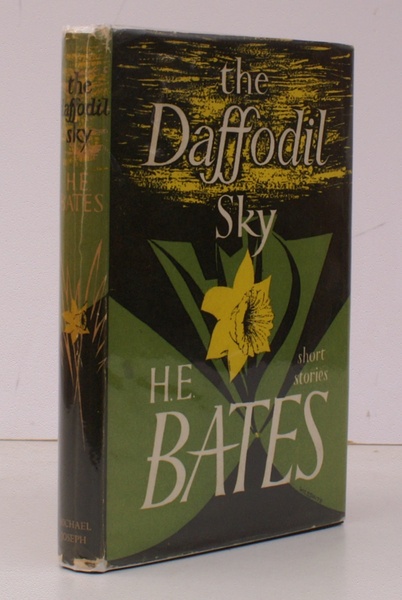 the
Daffodil
Sky
H.E.
BATES
MICHAEL
JOSEPH
the
Daffodil
Sky
short
stories
H.E.
BATES